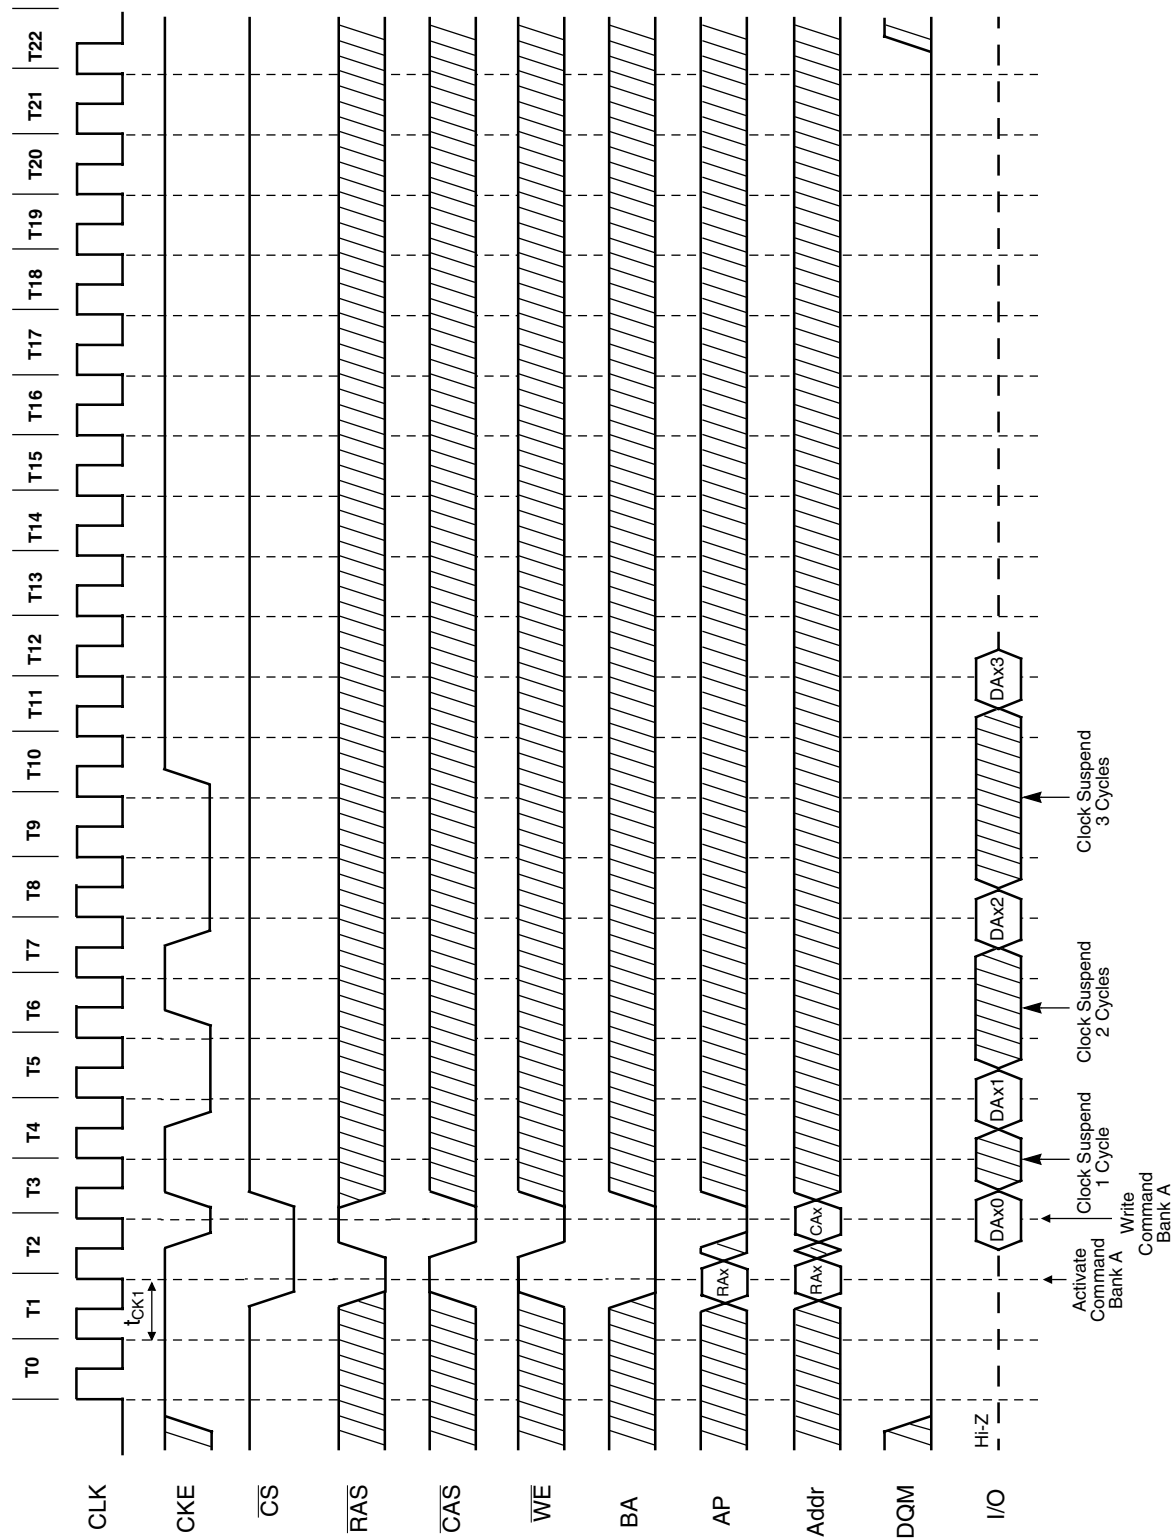 T0 T1 T2 T3 T4 T5 T6 T7 T8 T9 T10 T11 T12 T13 T14 T15 T16 T17 T18 T19 T20 T21 T22
CLK
tCK1
CKE
CS
RAS
CAS
WE
BA
AP
RAx
Addr
RAx CAx
DQM
I/O
Hi-Z
DAx0 DAx1 DAx2 DAx3
Activate
Command
Bank A
Write
Command
Bank A
Clock Suspend
1 Cycle
Clock Suspend
2 Cycles
Clock Suspend
3 Cycles